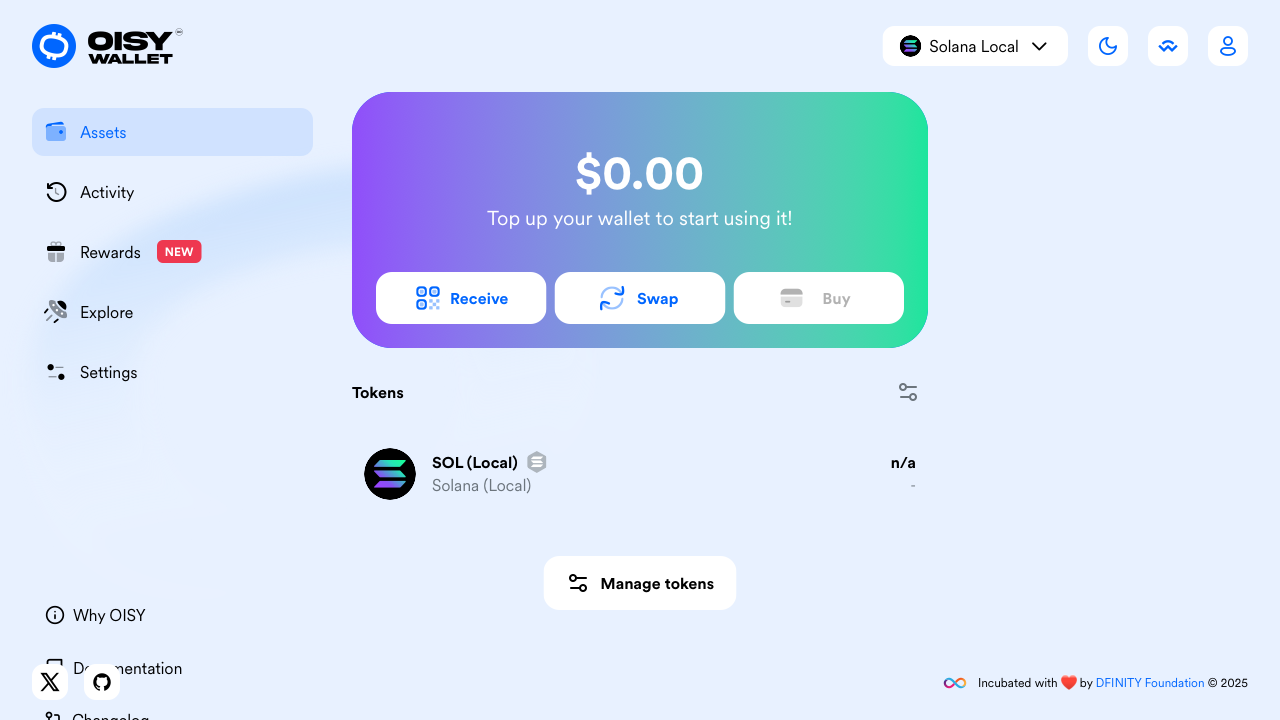 OISY
WALLET
Solana Local
Assets
Activity
Rewards NEW
Explore
Settings
$0.00
Top up your wallet to start using it!
Receive
Swap
Buy
Tokens
SOL (Local)
n/a
Solana (Local)
-
Manage tokens
Why OISY
Documentation
Changelog
Incubated with ❤️ by DFINITY Foundation © 2025